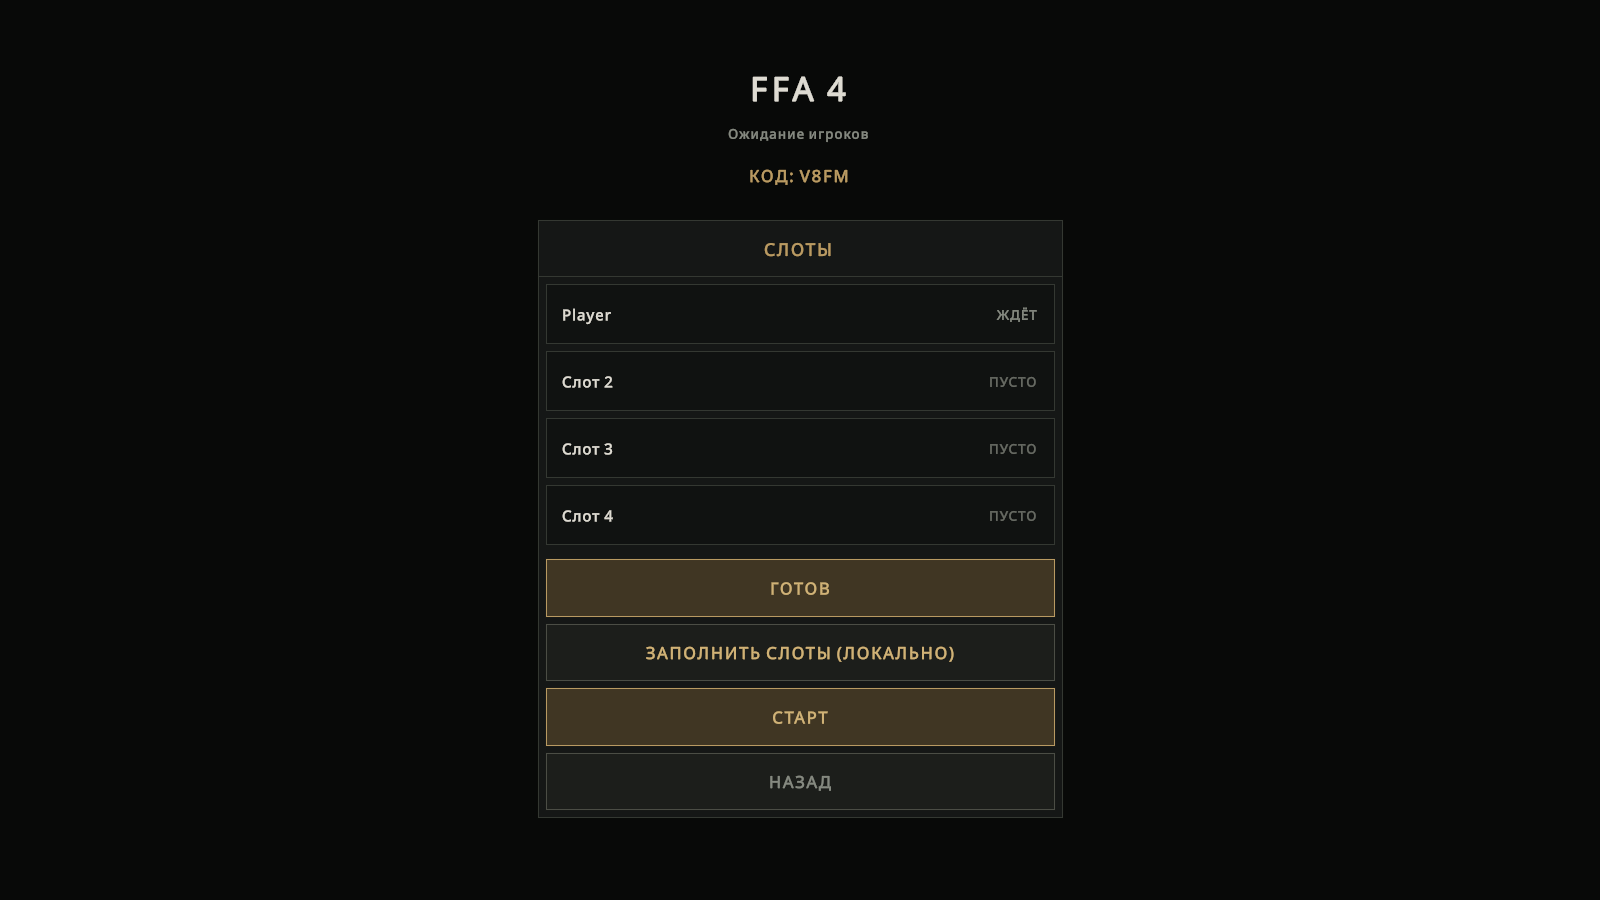 FFA 4
Ожидание игроков
КОД: V8FM
СЛОТЫ
Player ЖДЁТ
Слот 2 ПУСТО
Слот 3 ПУСТО
Слот 4 ПУСТО
ГОТОВ
ЗАПОЛНИТЬ СЛОТЫ (ЛОКАЛЬНО)
СТАРТ
НАЗАД